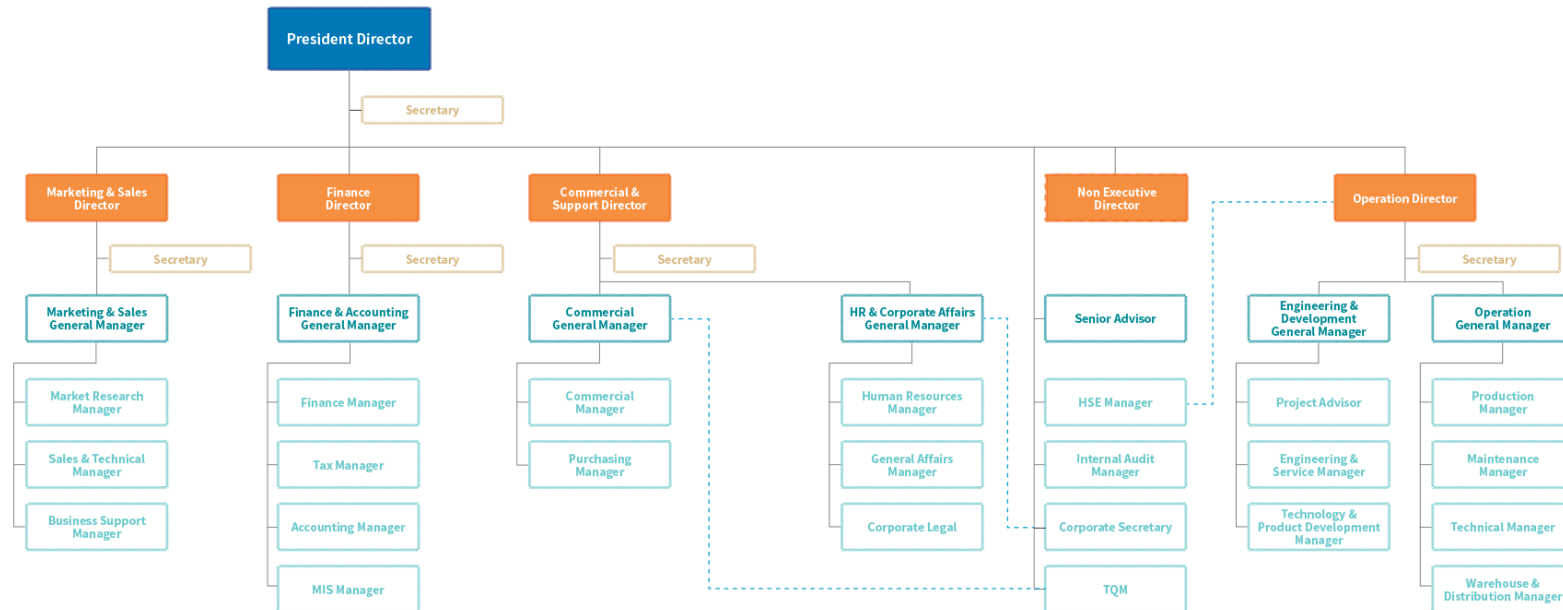 President Director
Secretary
Marketing & Sales
Director
Finance
Director
Commercial &
Support Director
Non Executive
Director
Operation Director
Secretary
Secretary
Secretary
Secretary
Marketing & Sales
General Manager
Finance & Accounting
General Manager
Commercial
General Manager
HR & Corporate Affairs
General Manager
Senior Advisor
Engineering &
Development
General Manager
Operation
General Manager
Market Research
Manager
Finance Manager
Commercial
Manager
Human Resources
Manager
HSE Manager
Project Advisor
Production
Manager
Sales & Technical
Manager
Tax Manager
Purchasing
Manager
General Affairs
Manager
Internal Audit
Manager
Engineering &
Service Manager
Maintenance
Manager
Business Support
Manager
Accounting Manager
Corporate Legal
Corporate Secretary
Technology &
Product Development
Manager
Technical Manager
MIS Manager
TQM
Warehouse &
Distribution Manager